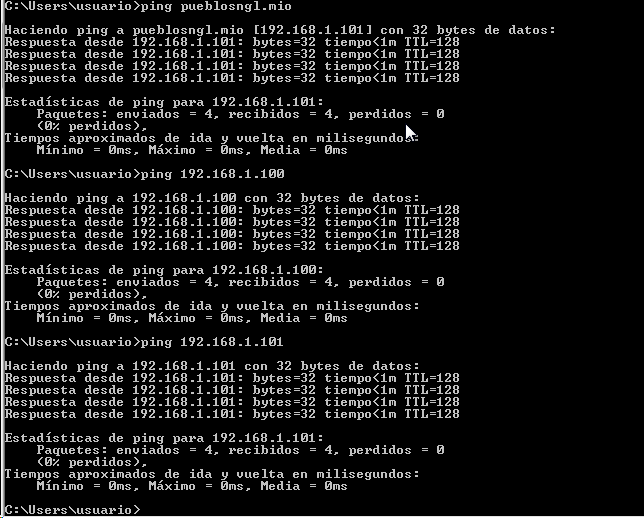 C:\Users\usuario>ping pueblosngl.mio
Haciendo ping a pueblosngl.mio [192.168.1.101] con 32 bytes de datos:
Respuesta desde 192.168.1.101: bytes=32 tiempo<1m TTL=128
Respuesta desde 192.168.1.101: bytes=32 tiempo<1m TTL=128
Respuesta desde 192.168.1.101: bytes=32 tiempo<1m TTL=128
Respuesta desde 192.168.1.101: bytes=32 tiempo<1m TTL=128
Estadísticas de ping para 192.168.1.101:
Paquetes: enviados = 4, recibidos = 4, perdidos = 0
(0% perdidos),
Tiempos aproximados de ida y vuelta en milisegundos:
Mínimo = 0ms, Máximo = 0ms, Media = 0ms
C:\Users\usuario>ping 192.168.1.100
Haciendo ping a 192.168.1.100 con 32 bytes de datos:
Respuesta desde 192.168.1.100: bytes=32 tiempo<1m TTL=128
Respuesta desde 192.168.1.100: bytes=32 tiempo<1m TTL=128
Respuesta desde 192.168.1.100: bytes=32 tiempo<1m TTL=128
Respuesta desde 192.168.1.100: bytes=32 tiempo<1m TTL=128
Estadísticas de ping para 192.168.1.100:
Paquetes: enviados = 4, recibidos = 4, perdidos = 0
(0% perdidos),
Tiempos aproximados de ida y vuelta en milisegundos:
Mínimo = 0ms, Máximo = 0ms, Media = 0ms
C:\Users\usuario>ping 192.168.1.101
Haciendo ping a 192.168.1.101 con 32 bytes de datos:
Respuesta desde 192.168.1.101: bytes=32 tiempo<1m TTL=128
Respuesta desde 192.168.1.101: bytes=32 tiempo<1m TTL=128
Respuesta desde 192.168.1.101: bytes=32 tiempo<1m TTL=128
Respuesta desde 192.168.1.101: bytes=32 tiempo<1m TTL=128
Estadísticas de ping para 192.168.1.101:
Paquetes: enviados = 4, recibidos = 4, perdidos = 0
(0% perdidos),
Tiempos aproximados de ida y vuelta en milisegundos:
Mínimo = 0ms, Máximo = 0ms, Media = 0ms
C:\Users\usuario>